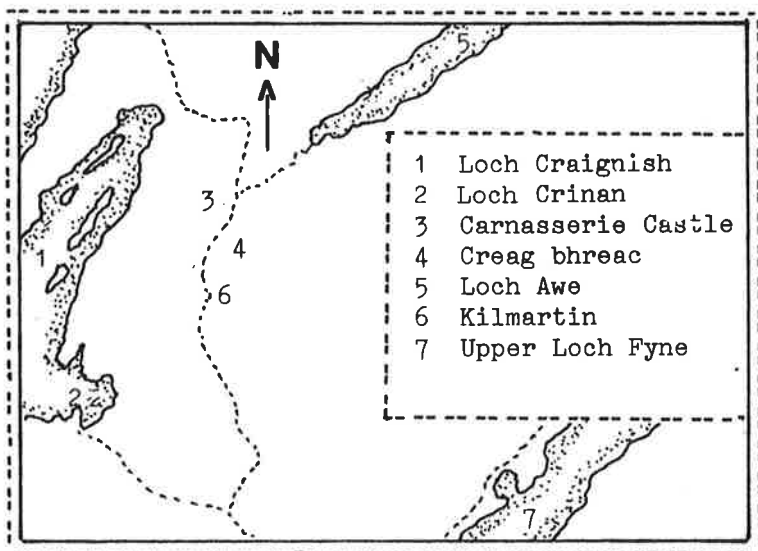 N
5
1 Loch Craignish
2 Loch Crinan
3 Carnasserie Castle
4 Creag bhreac
5 Loch Awe
6 Kilmartin
7 Upper Loch Fyne
3
4
1
6
2
7